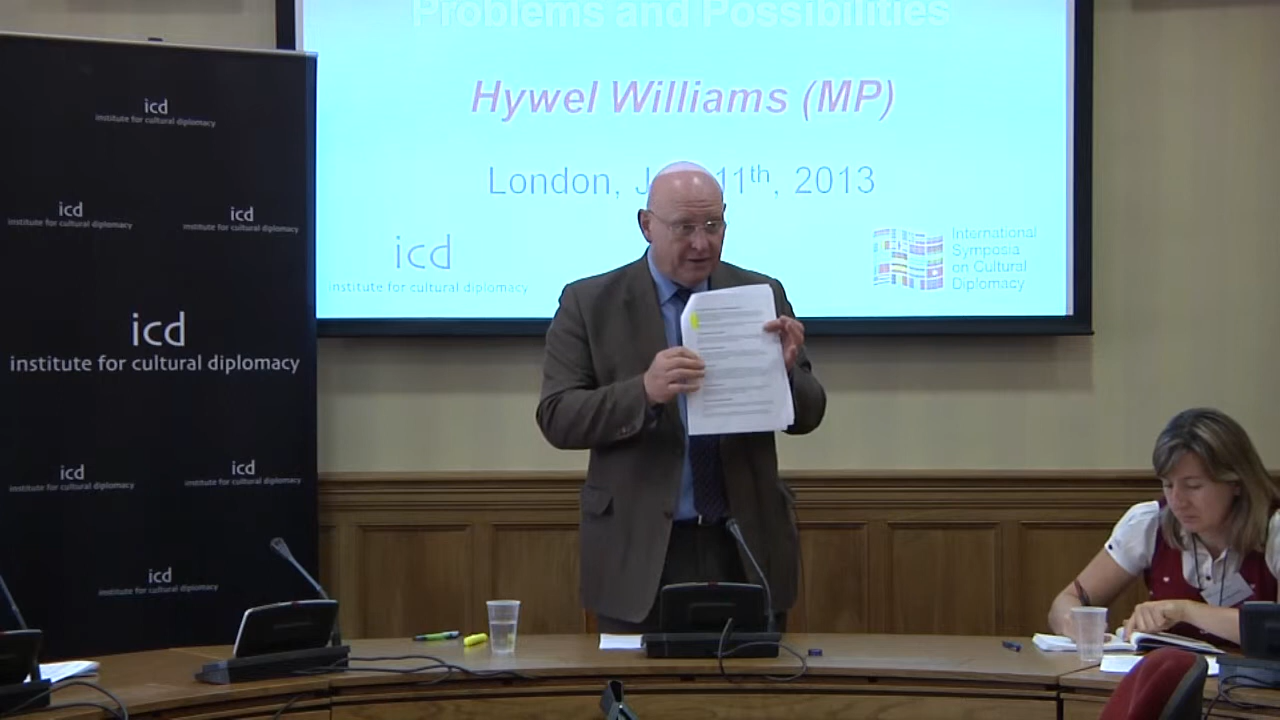 Problems and Possibilities
Hywel Williams (MP)
London, J 11th, 2013
icd
institute for cultural diplomacy
International
Symposia
on Cultural
Diplomacy
icd
institute for cultural diplomacy
icd
institute for cultural diplomacy
icd
institute for cultural diplomacy
icd
institute for cultural diplomacy
icd
institute for cultural diplomacy
icd
institute for cultural diplomacy
icd
institute for cultural diplomacy